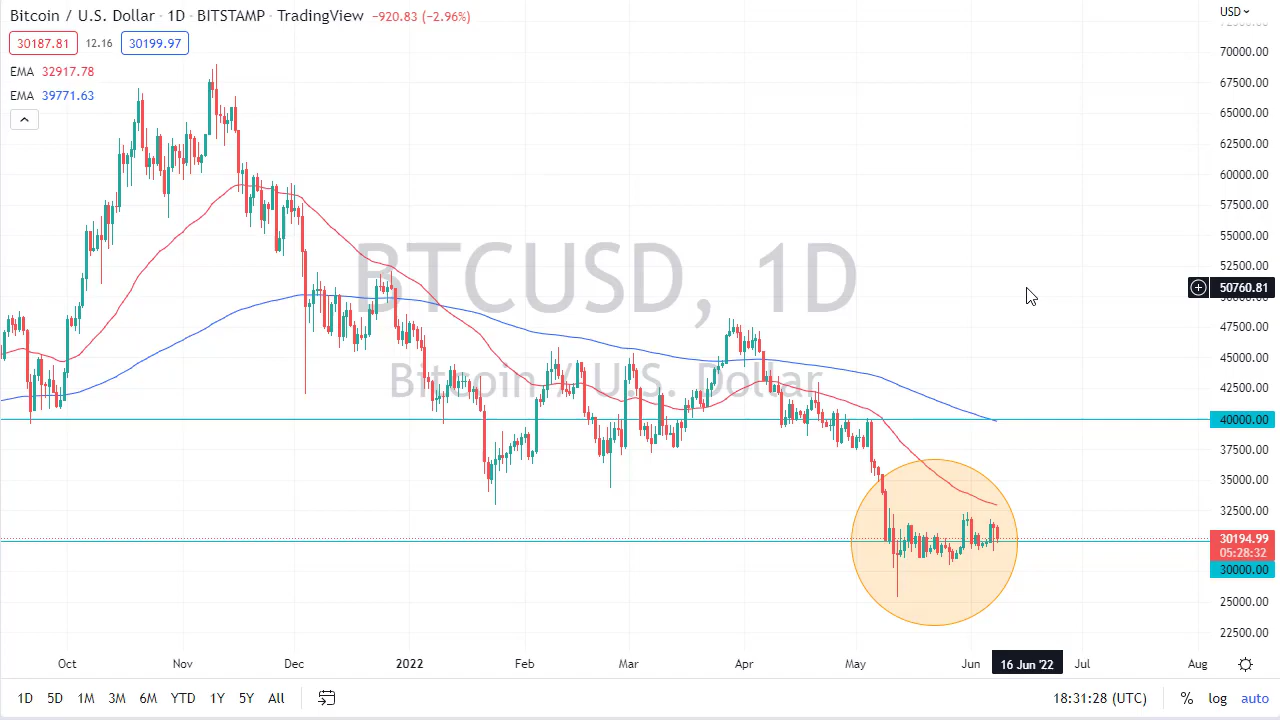 Bitcoin / U.S. Dollar · 1D · BITSTAMP · TradingView −920.83 (−2.96%)
USD
30187.81 12.16 30199.97
EMA 32917.78
EMA 39771.63
70000.00
67500.00
65000.00
62500.00
60000.00
57500.00
55000.00
52500.00
50760.81
47500.00
45000.00
42500.00
40000.00
37500.00
35000.00
32500.00
30194.99
05:28:32
30000.00
25000.00
22500.00
BTCUSD, 1D
Bitcoin / U.S. Dollar
Oct Nov Dec 2022 Feb Mar Apr May Jun 16 Jun '22 Jul Aug
1D 5D 1M 3M 6M YTD 1Y 5Y All 18:31:28 (UTC) % log auto